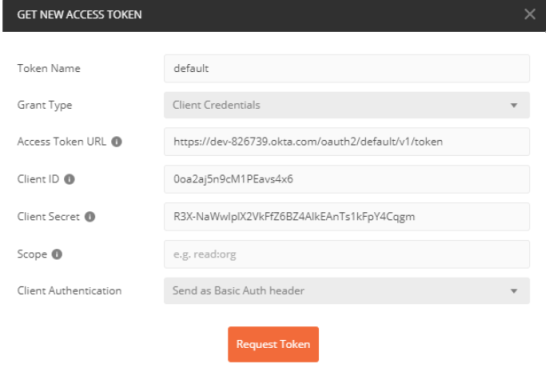 GET NEW ACCESS TOKEN
Token Name default
Grant Type Client Credentials
Access Token URL https://dev-826739.okta.com/oauth2/default/v1/token
Client ID 0oa2aj5n9cM1PEavs4x6
Client Secret R3X-NaWwlplX2VkFfZ6BZ4AlkEAnTs1kFpY4Cqgm
Scope e.g. read:org
Client Authentication Send as Basic Auth header
Request Token